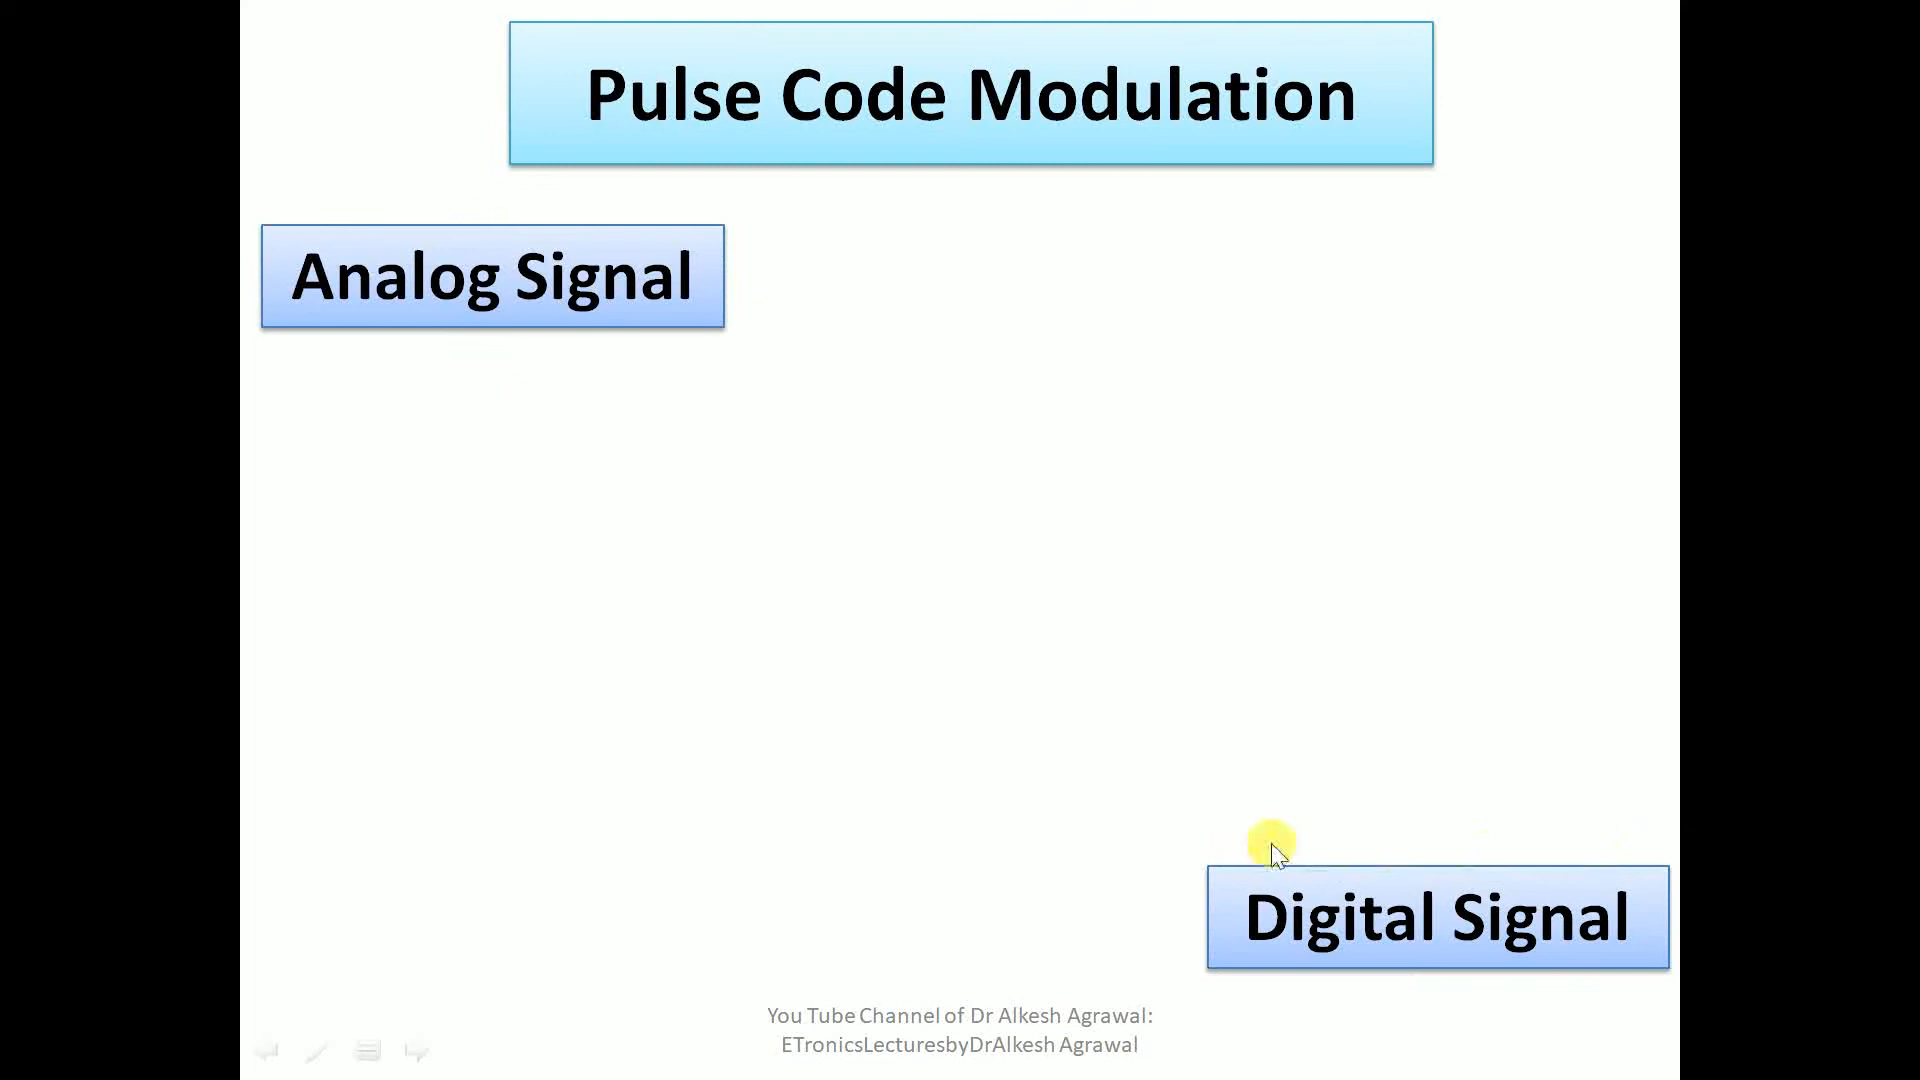 Pulse Code Modulation
Analog Signal
Digital Signal
You Tube Channel of Dr Alkesh Agrawal:
ETronicsLecturesbyDrAlkesh Agrawal